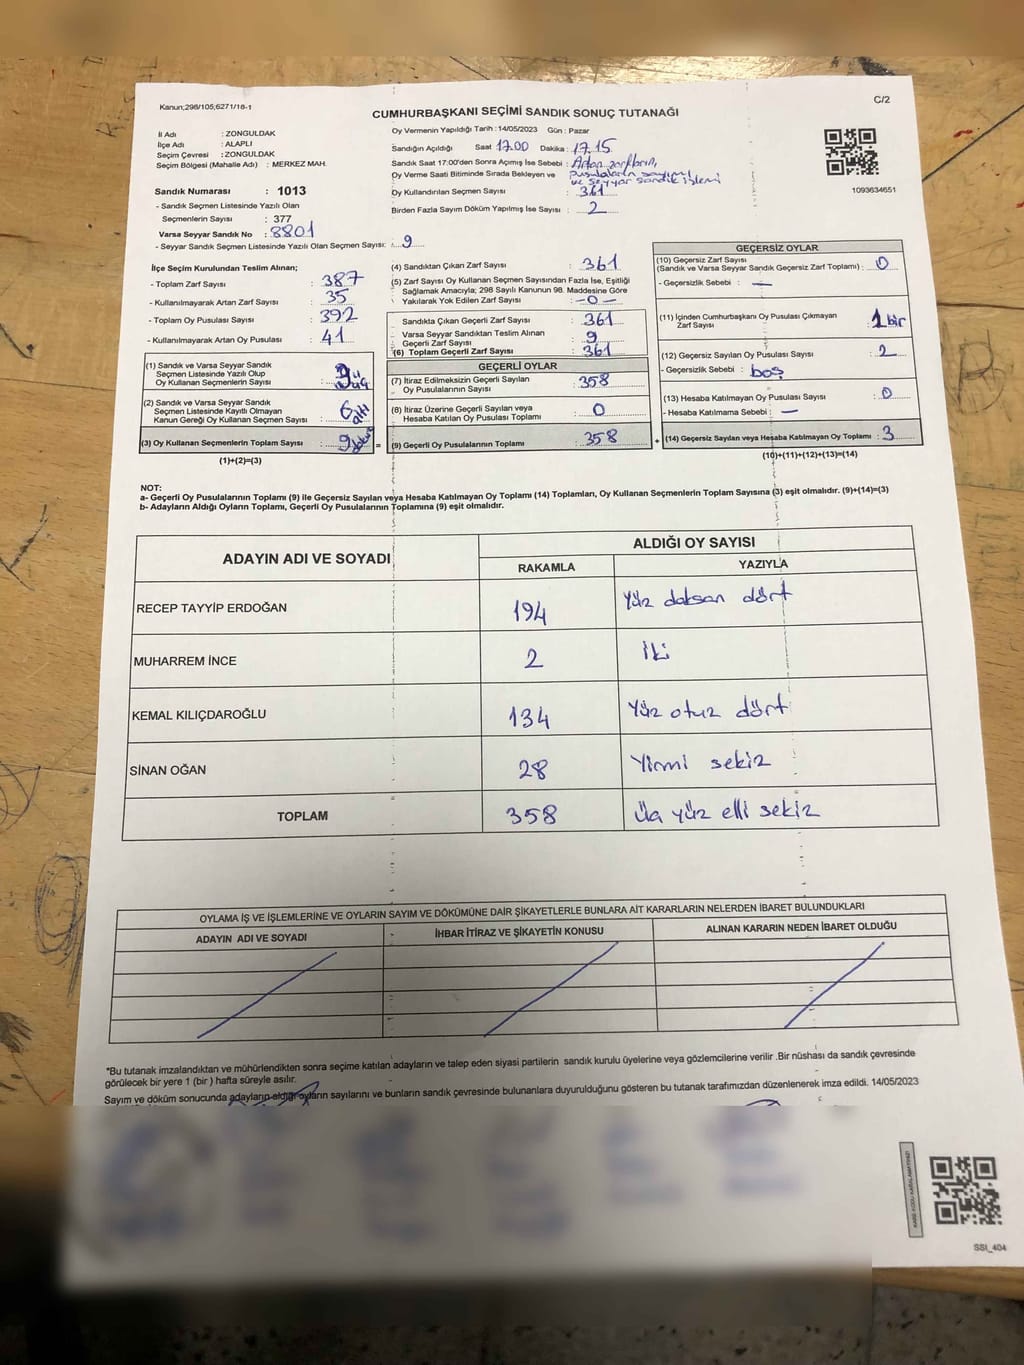 Kanun;298/105;6271/18-1
C/2
CUMHURBAŞKANI SEÇİMİ SANDIK SONUÇ TUTANAĞI
İl Adı : ZONGULDAK
İlçe Adı : ALAPLI
Seçim Çevresi : ZONGULDAK
Seçim Bölgesi (Mahalle Adı) : MERKEZ MAH.
Sandık Numarası : 1013
- Sandık Seçmen Listesinde Yazılı Olan
Seçmenlerin Sayısı : 377
Varsa Seyyar Sandık No : 8801
- Seyyar Sandık Seçmen Listesinde Yazılı Olan Seçmen Sayısı: 9
Oy Vermenin Yapıldığı Tarih : 14/05/2023 Gün : Pazar
Sandığın Açıldığı Saat 17.00 Dakika : 17.15
Sandık Saat 17:00'den Sonra Açılmış İse Sebebi : Artan zarfların,
Oy Verme Saati Bitiminde Sırada Bekleyen ve pusulaların sayımı
ve seyyar sandık işlemi
Oy Kullandırılan Seçmen Sayısı : 361
Birden Fazla Sayım Döküm Yapılmış İse Sayısı : 2
1093634651
İlçe Seçim Kurulundan Teslim Alınan;
- Toplam Zarf Sayısı : 387
- Kullanılmayarak Artan Zarf Sayısı : 35
- Toplam Oy Pusulası Sayısı : 392
- Kullanılmayarak Artan Oy Pusulası : 41
(1) Sandık ve Varsa Seyyar Sandık
Seçmen Listesinde Yazılı Olup
Oy Kullanan Seçmenlerin Sayısı :
(2) Sandık ve Varsa Seyyar Sandık
Seçmen Listesinde Kayıtlı Olmayan
Kanun Gereği Oy Kullanan Seçmen Sayısı : 6 altı
(3) Oy Kullanan Seçmenlerin Toplam Sayısı : 9 =
(1)+(2)=(3)
(4) Sandıktan Çıkan Zarf Sayısı : 361
(5) Zarf Sayısı Oy Kullanan Seçmen Sayısından Fazla İse, Eşitliği
Sağlamak Amacıyla; 298 Sayılı Kanunun 98. Maddesine Göre
Yakılarak Yok Edilen Zarf Sayısı : -0-
Sandıkta Çıkan Geçerli Zarf Sayısı : 361
Varsa Seyyar Sandıktan Teslim Alınan
Geçerli Zarf Sayısı : 9
(6) Toplam Geçerli Zarf Sayısı : 361
GEÇERLİ OYLAR
(7) İtiraz Edilmeksizin Geçerli Sayılan
Oy Pusulalarının Sayısı : 358
(8) İtiraz Üzerine Geçerli Sayılan veya
Hesaba Katılan Oy Pusulası Toplamı : 0
(9) Geçerli Oy Pusulalarının Toplamı : 358 +
GEÇERSİZ OYLAR
(10) Geçersiz Zarf Sayısı
(Sandık ve Varsa Seyyar Sandık Geçersiz Zarf Toplamı) : 0
- Geçersizlik Sebebi : —
(11) İçinden Cumhurbaşkanı Oy Pusulası Çıkmayan
Zarf Sayısı : 1 bir
(12) Geçersiz Sayılan Oy Pusulası Sayısı : 2
- Geçersizlik Sebebi : boş
(13) Hesaba Katılmayan Oy Pusulası Sayısı : 0
- Hesaba Katılmama Sebebi : —
(14) Geçersiz Sayılan veya Hesaba Katılmayan Oy Toplamı : 3
(10)+(11)+(12)+(13)=(14)
NOT:
a- Geçerli Oy Pusulalarının Toplamı (9) ile Geçersiz Sayılan veya Hesaba Katılmayan Oy Toplamı (14) Toplamları, Oy Kullanan Seçmenlerin Toplam Sayısına (3) eşit olmalıdır. (9)+(14)=(3)
b- Adayların Aldığı Oyların Toplamı, Geçerli Oy Pusulalarının Toplamına (9) eşit olmalıdır.
ADAYIN ADI VE SOYADI
ALDIĞI OY SAYISI
RAKAMLA YAZIYLA
RECEP TAYYİP ERDOĞAN 194 Yüz doksan dört
MUHARREM İNCE 2 İki
KEMAL KILIÇDAROĞLU 134 Yüz otuz dört
SİNAN OĞAN 28 Yirmi sekiz
TOPLAM 358 Üç yüz elli sekiz
OYLAMA İŞ VE İŞLEMLERİNE VE OYLARIN SAYIM VE DÖKÜMÜNE DAİR ŞİKAYETLERLE BUNLARA AİT KARARLARIN NELERDEN İBARET BULUNDUKLARI
ADAYIN ADI VE SOYADI İHBAR İTİRAZ VE ŞİKAYETİN KONUSU ALINAN KARARIN NEDEN İBARET OLDUĞU
*Bu tutanak imzalandıktan ve mühürlendikten sonra seçime katılan adayların ve talep eden siyasi partilerin sandık kurulu üyelerine veya gözlemcilerine verilir .Bir nüshası da sandık çevresinde
görülecek bir yere 1 (bir ) hafta süreyle asılır.
Sayım ve döküm sonucunda adayların aldığı oyların sayılarını ve bunların sandık çevresinde bulunanlara duyurulduğunu gösteren bu tutanak tarafımızdan düzenlenerek imza edildi. 14/05/2023
SSI_404